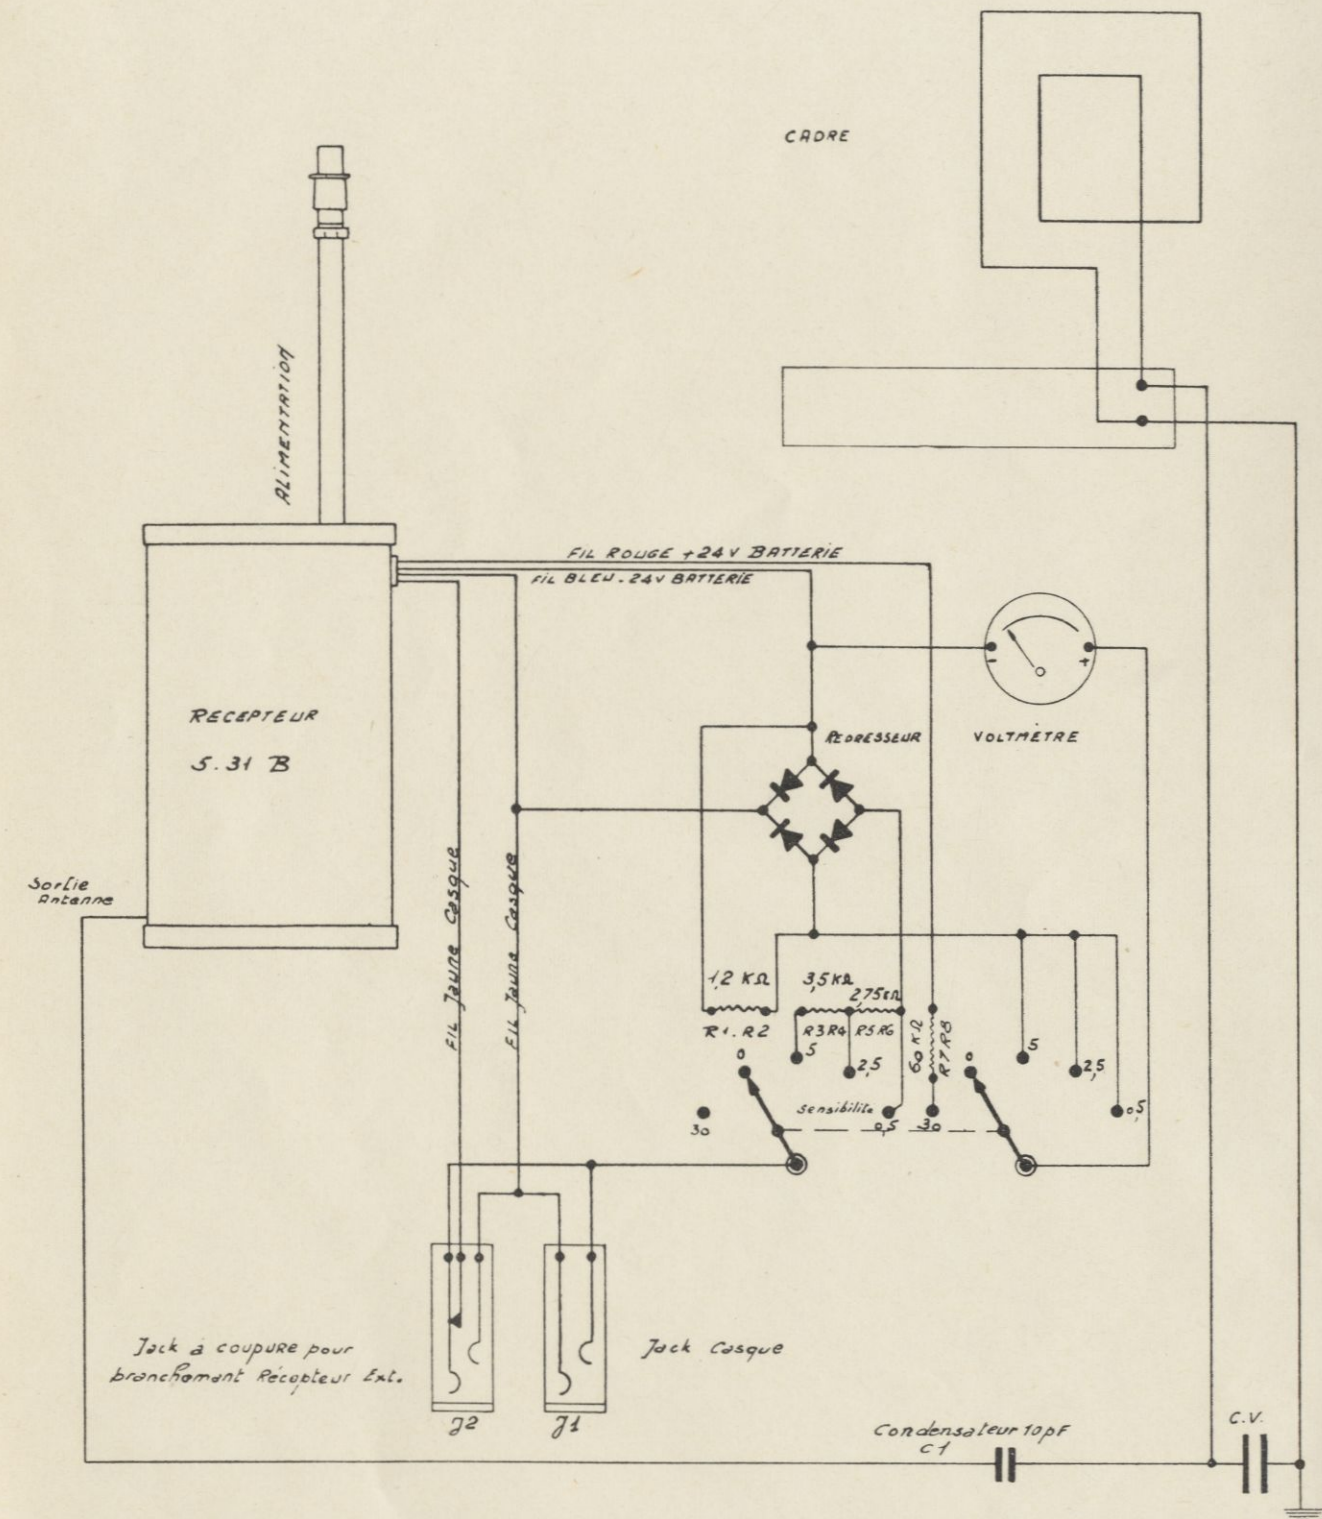 CADRE
ALIMENTATION
FIL ROUGE +24V BATTERIE
FIL BLEU - 24V BATTERIE
RECEPTEUR
S.31 B
REDRESSEUR
VOLTMETRE
-
+
Sortie
Antenne
FIL Jaune Casque
FIL Jaune Casque
1,2 KΩ
3,5 KΩ
2,75 KΩ
R1. R2
R3 R4
R5 R6
60 KΩ
R7 R8
0
5
2,5
Sensibilite
0,5
30
30
0
5
2,5
0,5
Jack à coupure pour
branchement Récepteur Ext.
J2
J1
Jack Casque
Condensateur 10pF
C1
C.V.